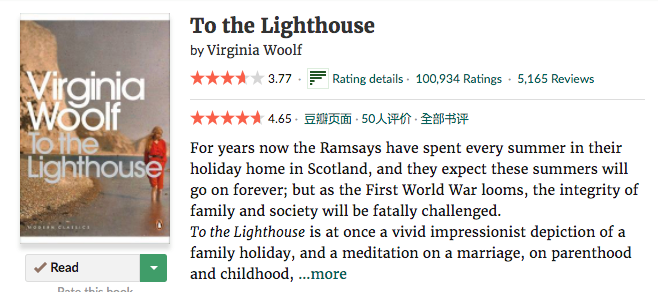 Virginia
Woolf
To the
Lighthouse
MODERN CLASSICS
Read
Rate this book
To the Lighthouse
by Virginia Woolf
3.77 · Rating details · 100,934 Ratings · 5,165 Reviews
4.65 · 豆瓣页面 · 50人评价 · 全部书评
For years now the Ramsays have spent every summer in their
holiday home in Scotland, and they expect these summers will
go on forever; but as the First World War looms, the integrity of
family and society will be fatally challenged.
To the Lighthouse is at once a vivid impressionist depiction of a
family holiday, and a meditation on a marriage, on parenthood
and childhood, ...more